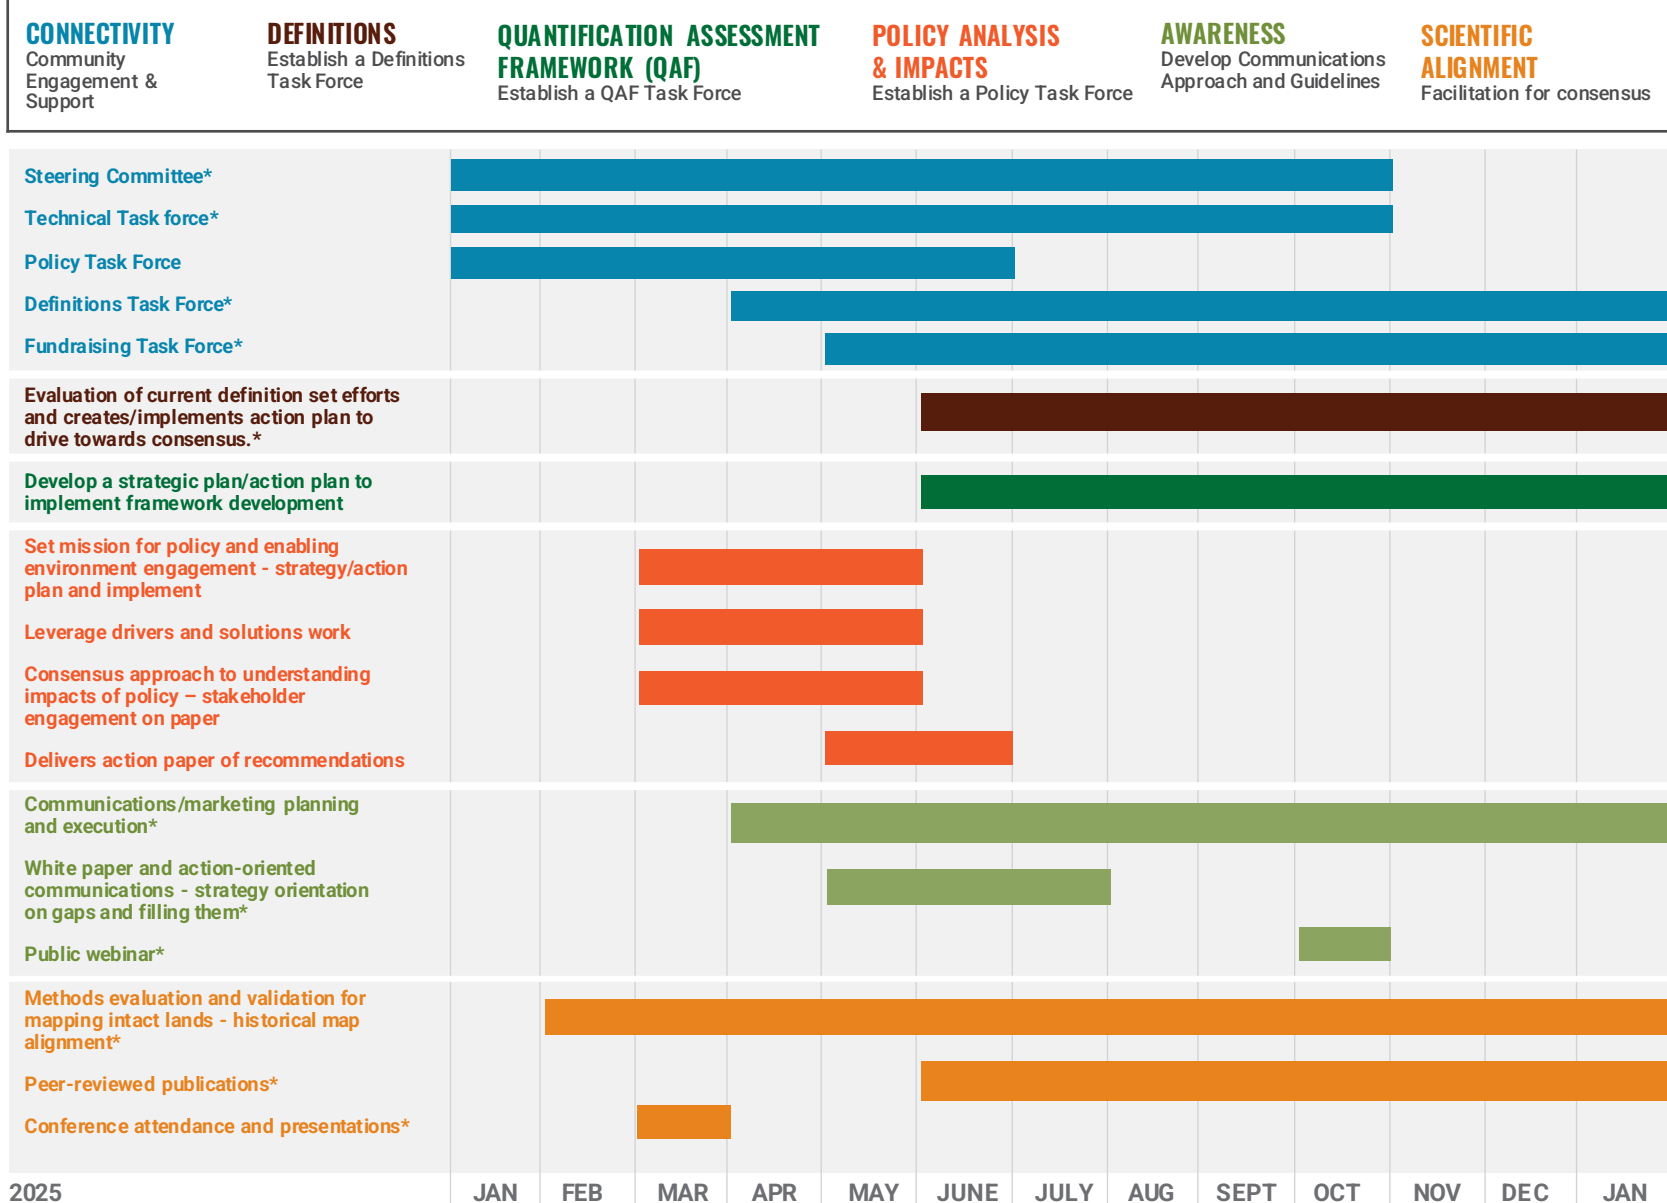 CONNECTIVITY
Community
Engagement &
Support
DEFINITIONS
Establish a Definitions
Task Force
QUANTIFICATION ASSESSMENT
FRAMEWORK (QAF)
Establish a QAF Task Force
POLICY ANALYSIS
& IMPACTS
Establish a Policy Task Force
AWARENESS
Develop Communications
Approach and Guidelines
SCIENTIFIC
ALIGNMENT
Facilitation for consensus
Steering Committee*
Technical Task force*
Policy Task Force
Definitions Task Force*
Fundraising Task Force*
Evaluation of current definition set efforts
and creates/implements action plan to
drive towards consensus.*
Develop a strategic plan/action plan to
implement framework development
Set mission for policy and enabling
environment engagement - strategy/action
plan and implement
Leverage drivers and solutions work
Consensus approach to understanding
impacts of policy – stakeholder
engagement on paper
Delivers action paper of recommendations
Communications/marketing planning
and execution*
White paper and action-oriented
communications - strategy orientation
on gaps and filling them*
Public webinar*
Methods evaluation and validation for
mapping intact lands - historical map
alignment*
Peer-reviewed publications*
Conference attendance and presentations*
2025 JAN FEB MAR APR MAY JUNE JULY AUG SEPT OCT NOV DEC JAN